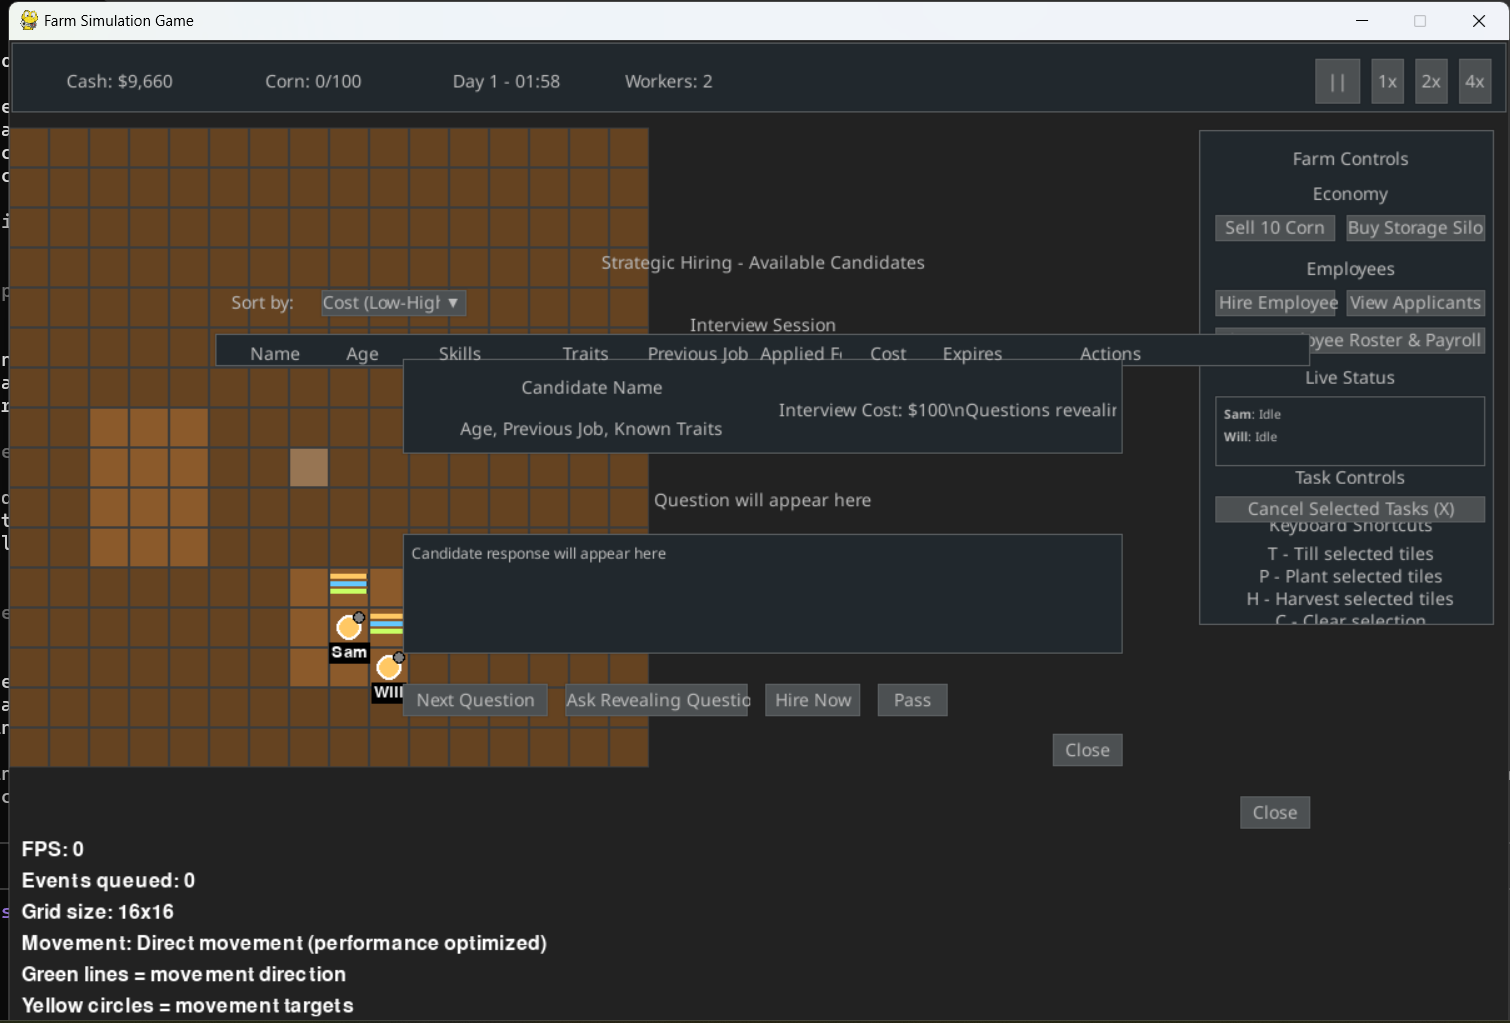 Farm Simulation Game
Cash: $9,660 Corn: 0/100 Day 1 - 01:58 Workers: 2 || 1x 2x 4x
Farm Controls
Economy
Sell 10 Corn Buy Storage Silo
Employees
Hire Employee View Applicants
yee Roster & Payroll
Live Status
Sam: Idle
Will: Idle
Task Controls
Cancel Selected Tasks (X)
Keyboard Shortcuts
T - Till selected tiles
P - Plant selected tiles
H - Harvest selected tiles
C - Clear selection
Strategic Hiring - Available Candidates
Sort by: Cost (Low-High ▼
Interview Session
Name Age Skills Traits Previous Job Applied Fo Cost Expires Actions
Candidate Name
Interview Cost: $100\nQuestions revealin
Age, Previous Job, Known Traits
Question will appear here
Candidate response will appear here
Sam
Will
Next Question Ask Revealing Questio Hire Now Pass
Close
Close
FPS: 0
Events queued: 0
Grid size: 16x16
Movement: Direct movement (performance optimized)
Green lines = movement direction
Yellow circles = movement targets